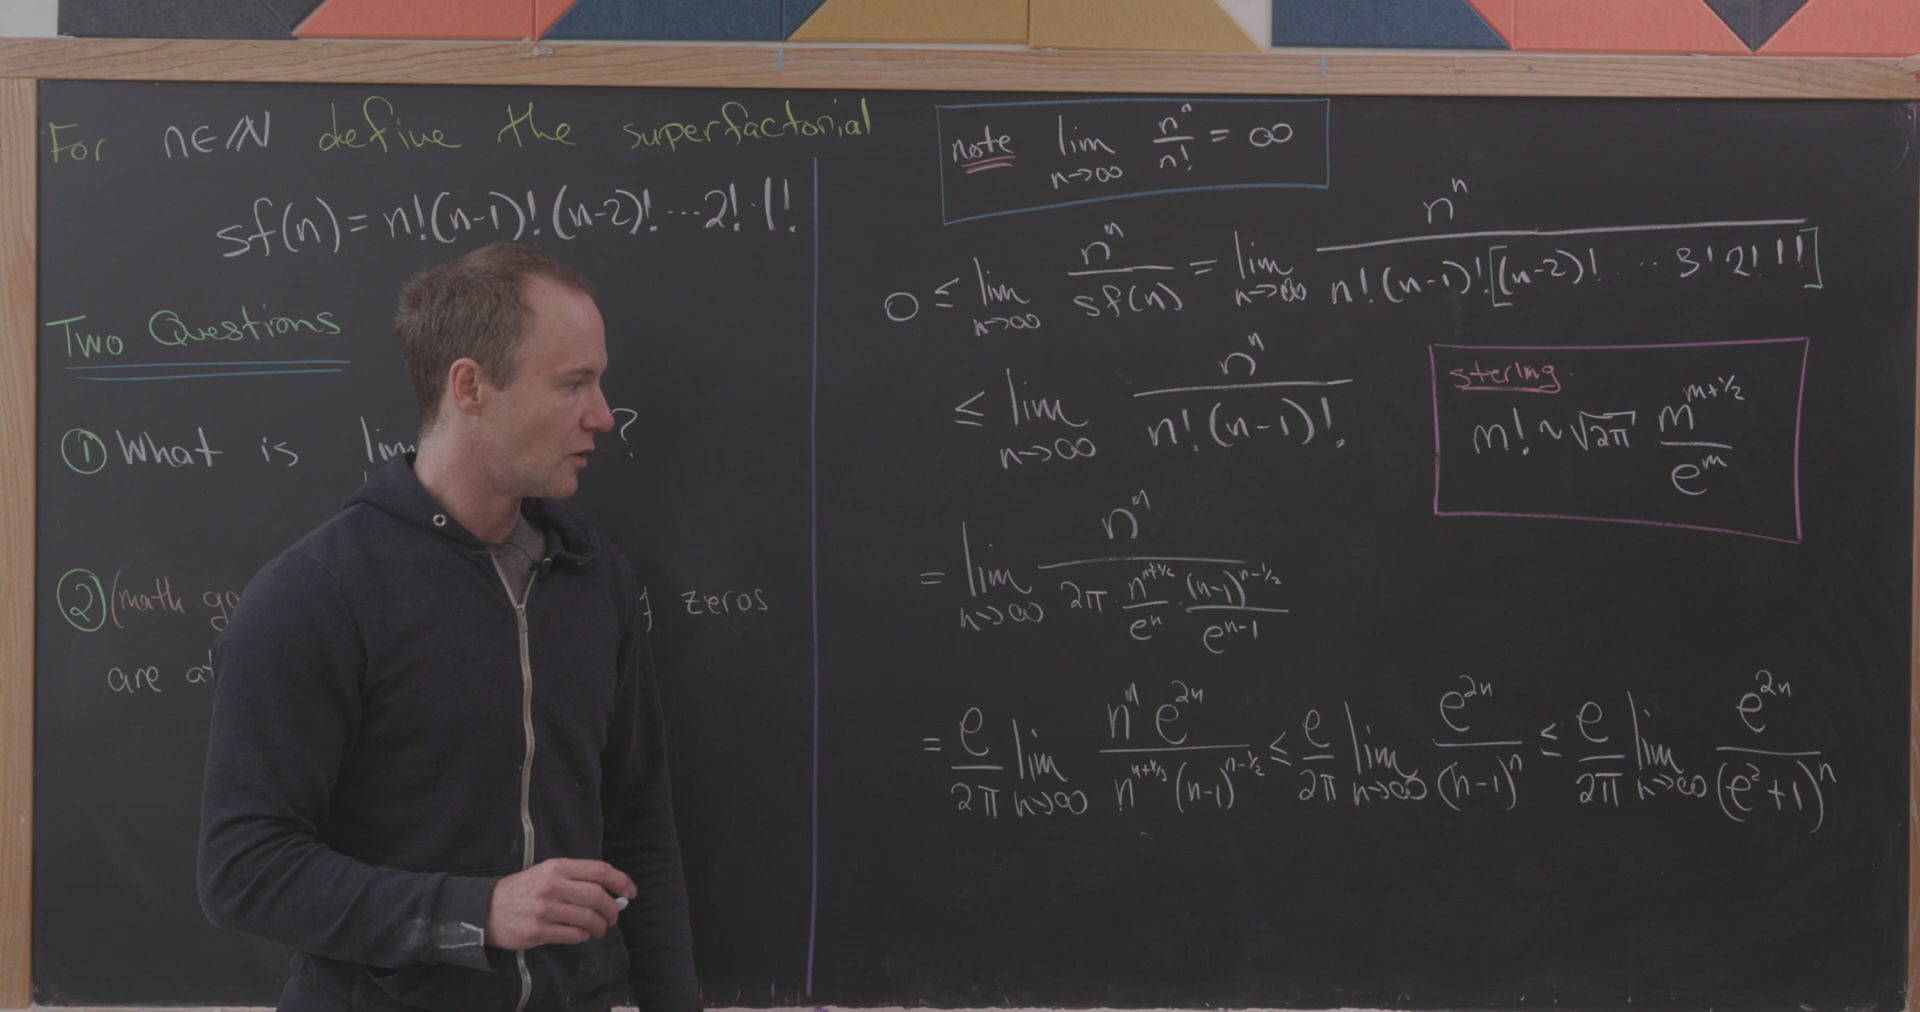 For n∈ℕ define the superfactorial
sf(n) = n!(n-1)!(n-2)!···2!·1!
Two Questions
① What is lim ?
② (math go zeros
are at
note lim n→∞ n^n/n! = ∞
0 ≤ lim n→∞ n^n/sf(n) = lim n→∞ n^n/(n!(n-1)![(n-2)!···3!2!1!])
≤ lim n→∞ n^n/(n!(n-1)!)
sterling
m! ~ √2π m^(m+1/2)/e^m
= lim n→∞ n^n/(2π·n^(n+1/2)/e^n·(n-1)^(n-1/2)/e^(n-1))
= e/2π lim n→∞ n^n e^2n/(n^(n+1/2)(n-1)^(n-1/2)) ≤ e/2π lim n→∞ e^2n/(n-1)^n ≤ e/2π lim n→∞ e^2n/(e^2+1)^n